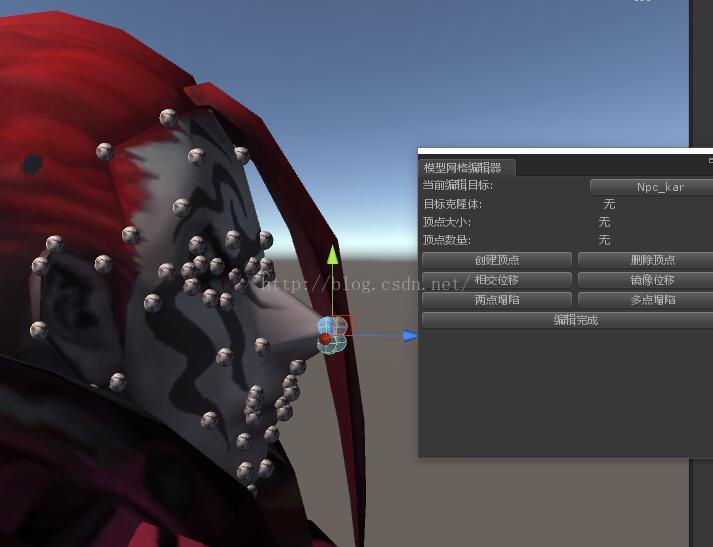 模型网格编辑器
当前编辑目标: Npc_kar
目标克隆体: 无
顶点大小: 无
顶点数量: 无
创建顶点 删除顶点
相交位移 镜像位移
两点塌陷 多点塌陷
编辑完成
http://blog.csdn.net/